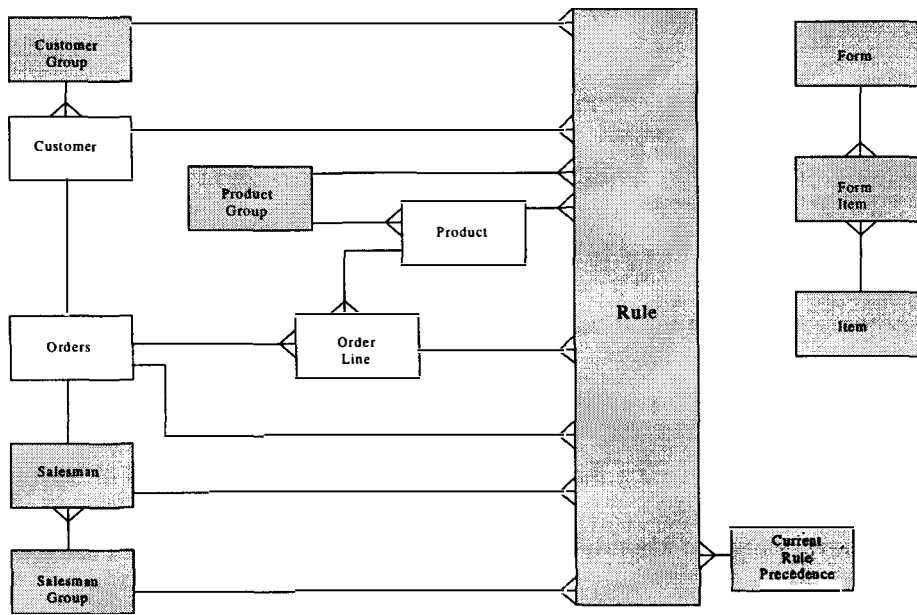 Customer
Group
Form
Customer
Form
Item
Product
Group
Product
Rule
Item
Orders
Order
Line
Salesman
Current
Rule
Precedence
Salesman
Group